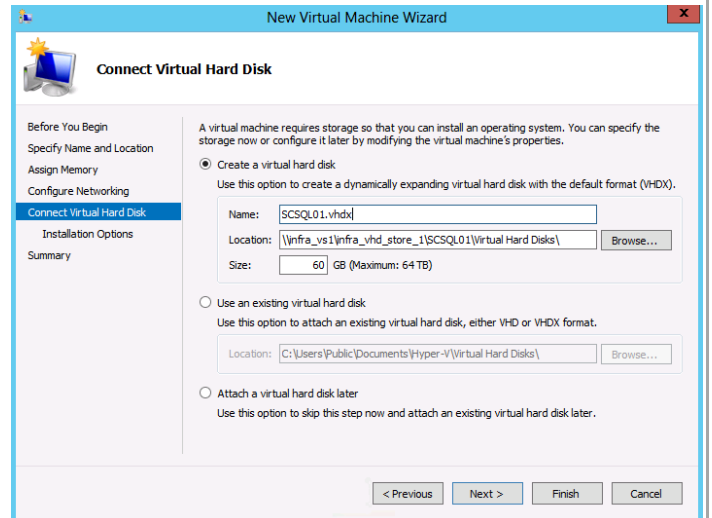 New Virtual Machine Wizard
x
Connect Virtual Hard Disk
Before You Begin
Specify Name and Location
Assign Memory
Configure Networking
Connect Virtual Hard Disk
Installation Options
Summary
A virtual machine requires storage so that you can install an operating system. You can specify the
storage now or configure it later by modifying the virtual machine's properties.
Create a virtual hard disk
Use this option to create a dynamically expanding virtual hard disk with the default format (VHDX).
Name: SCSQL01.vhdx
Location: \\infra_vs1\infra_vhd_store_1\SCSQL01\Virtual Hard Disks\ Browse...
Size: 60 GB (Maximum: 64 TB)
Use an existing virtual hard disk
Use this option to attach an existing virtual hard disk, either VHD or VHDX format.
Location: C:\Users\Public\Documents\Hyper-V\Virtual Hard Disks\ Browse...
Attach a virtual hard disk later
Use this option to skip this step now and attach an existing virtual hard disk later.
< Previous Next > Finish Cancel